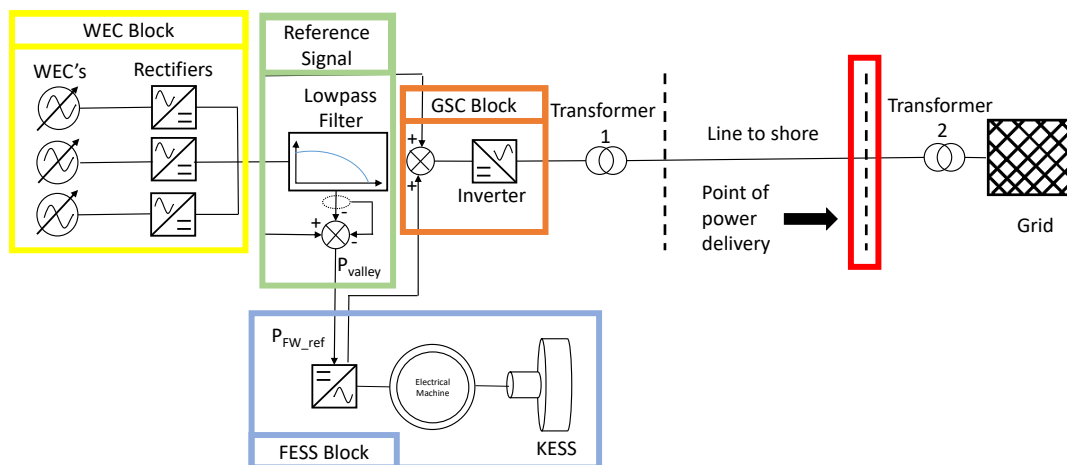 WEC Block
WEC's
Rectifiers
Reference
Signal
Lowpass
Filter
+
-
+
-
P_valley
GSC Block
+
+
Inverter
Transformer
1
Line to shore
Point of
power
delivery
Transformer
2
Grid
P_FW_ref
Electrical
Machine
KESS
FESS Block